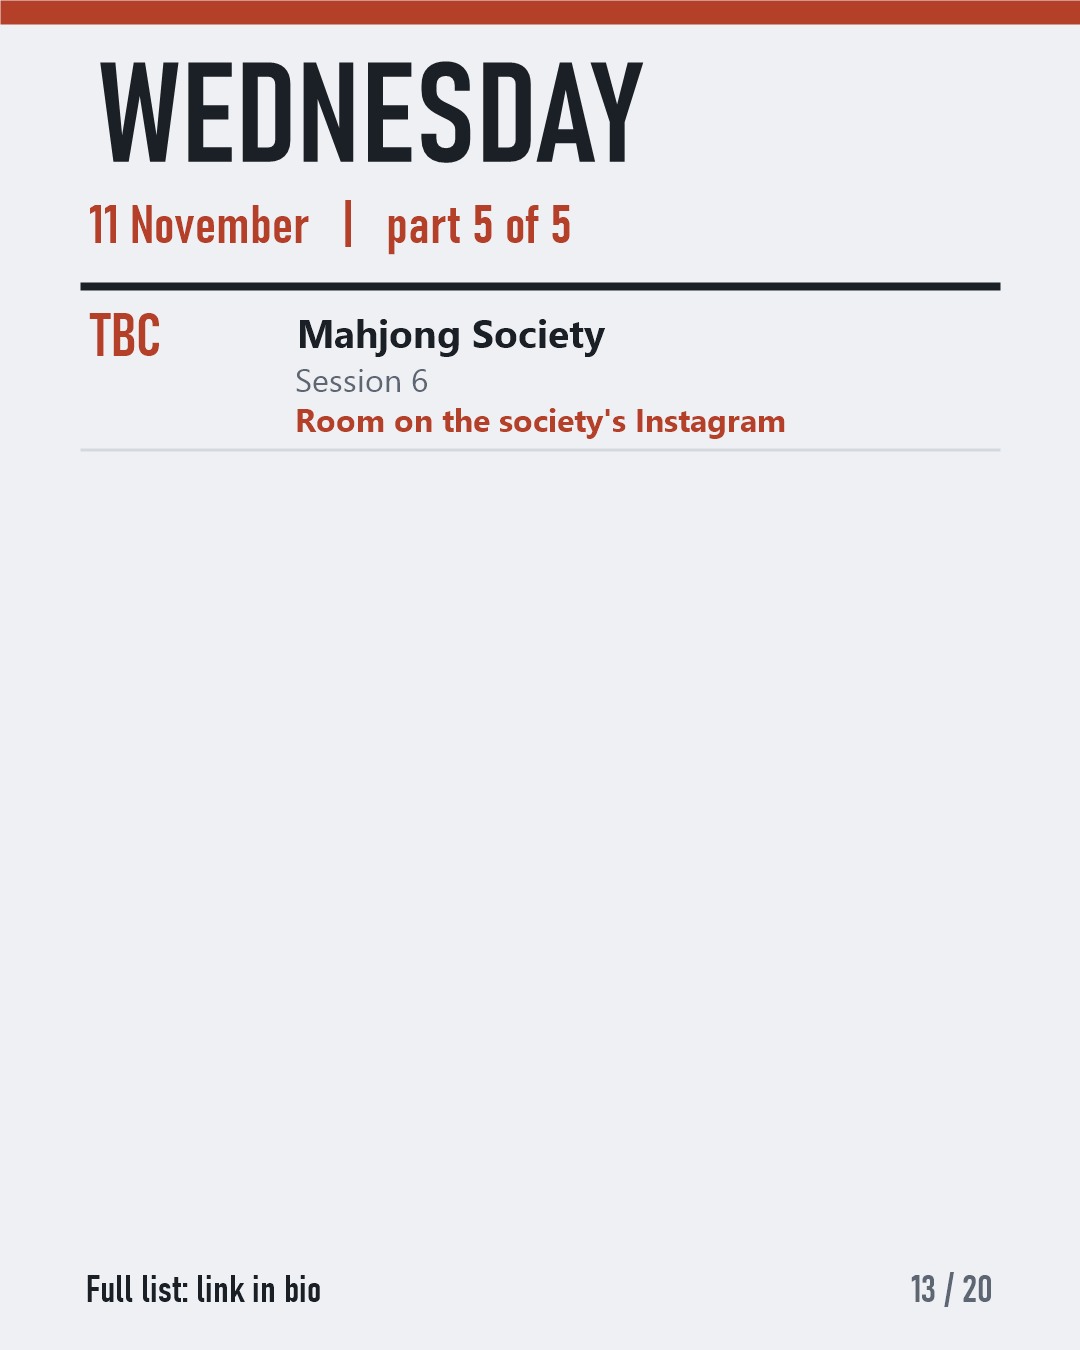 WEDNESDAY
11 November | part 5 of 5
TBC
Mahjong Society
Session 6
Room on the society's Instagram
Full list: link in bio
13 / 20